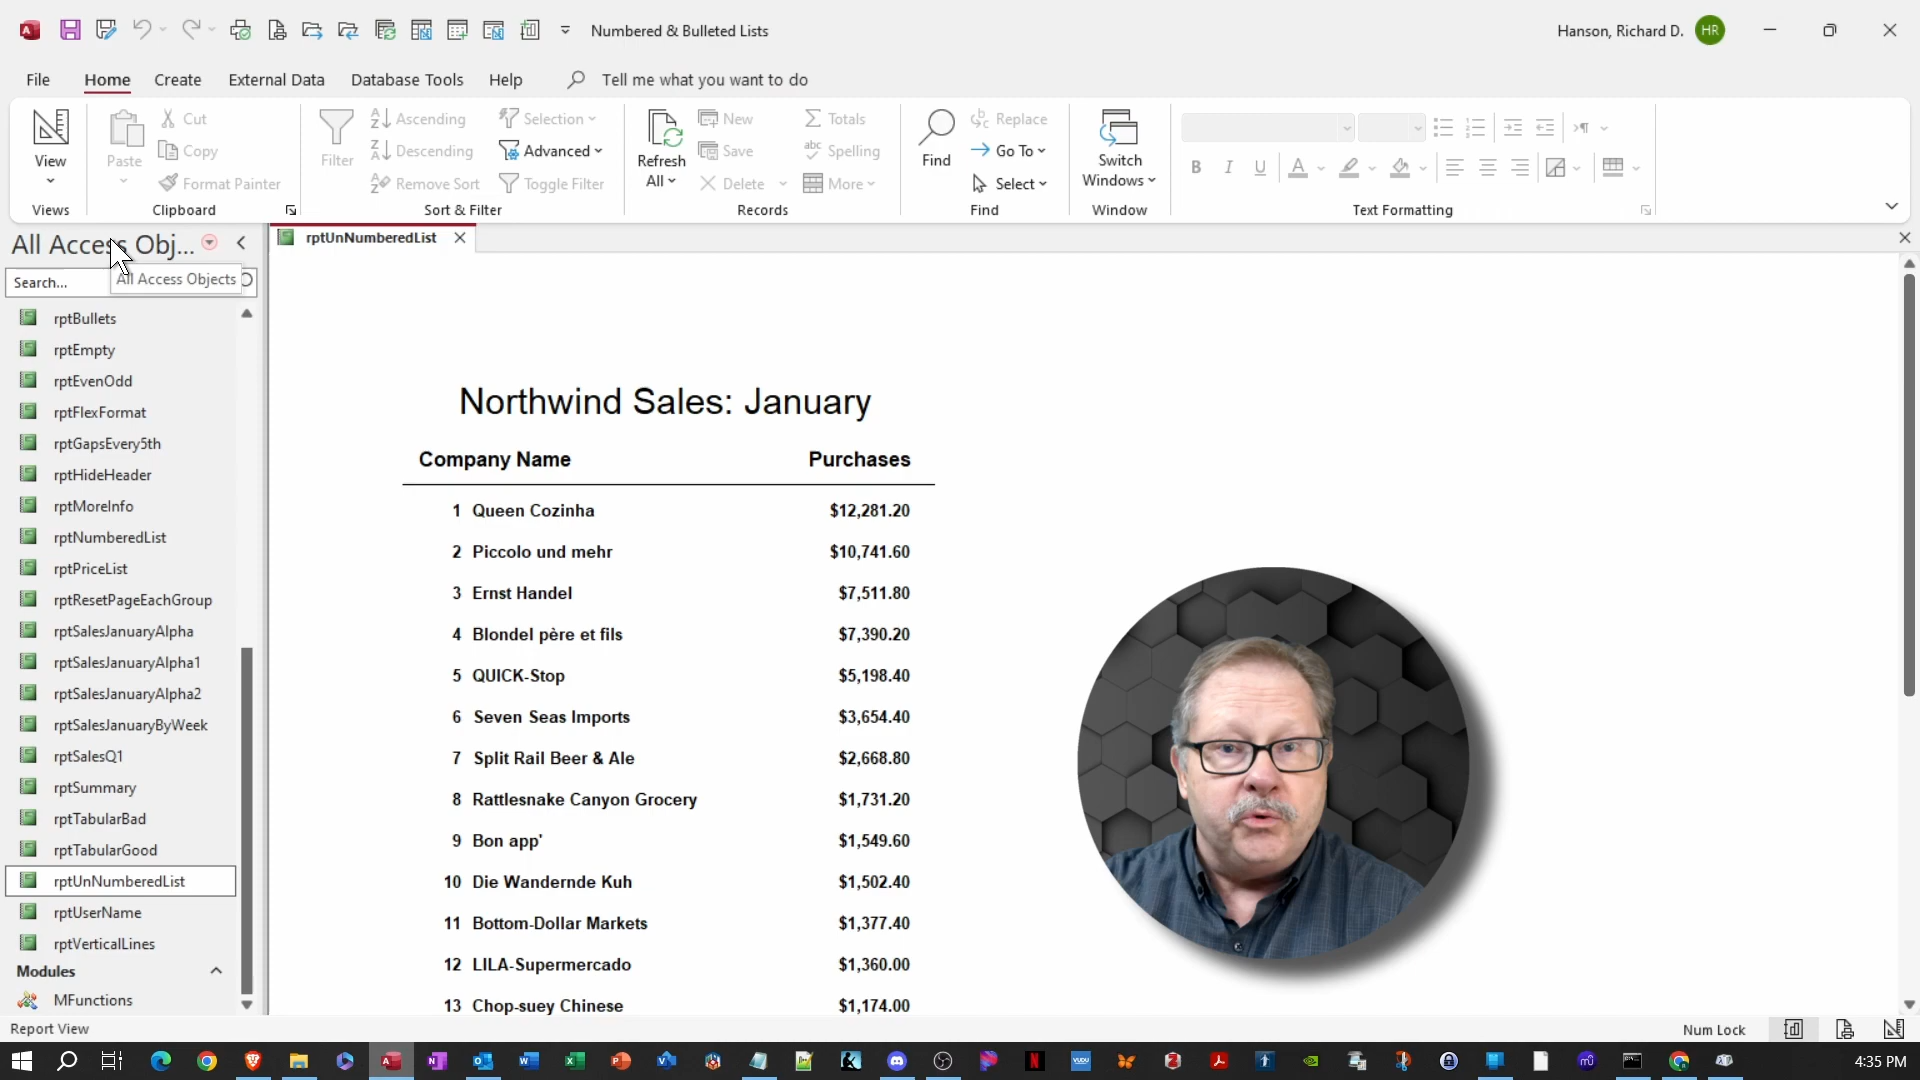 Numbered & Bulleted Lists
Hanson, Richard D.
HR
File
Home
Create
External Data
Database Tools
Help
Tell me what you want to do
View
Views
Paste
Cut
Copy
Format Painter
Clipboard
Filter
Ascending
Descending
Remove Sort
Selection
Advanced
Toggle Filter
Sort & Filter
Refresh
All
New
Save
Delete
Totals
Spelling
More
Records
Find
Replace
Go To
Select
Find
Switch
Windows
Window
B I U A
Text Formatting
All Access Obj...
Search...
All Access Objects
rptUnNumberedList
rptBullets
rptEmpty
rptEvenOdd
rptFlexFormat
rptGapsEvery5th
rptHideHeader
rptMoreInfo
rptNumberedList
rptPriceList
rptResetPageEachGroup
rptSalesJanuaryAlpha
rptSalesJanuaryAlpha1
rptSalesJanuaryAlpha2
rptSalesJanuaryByWeek
rptSalesQ1
rptSummary
rptTabularBad
rptTabularGood
rptUnNumberedList
rptUserName
rptVerticalLines
Modules
MFunctions
Northwind Sales: January
Company Name Purchases
1 Queen Cozinha $12,281.20
2 Piccolo und mehr $10,741.60
3 Ernst Handel $7,511.80
4 Blondel père et fils $7,390.20
5 QUICK-Stop $5,198.40
6 Seven Seas Imports $3,654.40
7 Split Rail Beer & Ale $2,668.80
8 Rattlesnake Canyon Grocery $1,731.20
9 Bon app' $1,549.60
10 Die Wandernde Kuh $1,502.40
11 Bottom-Dollar Markets $1,377.40
12 LILA-Supermercado $1,360.00
13 Chop-suey Chinese $1,174.00
Report View
Num Lock
4:35 PM